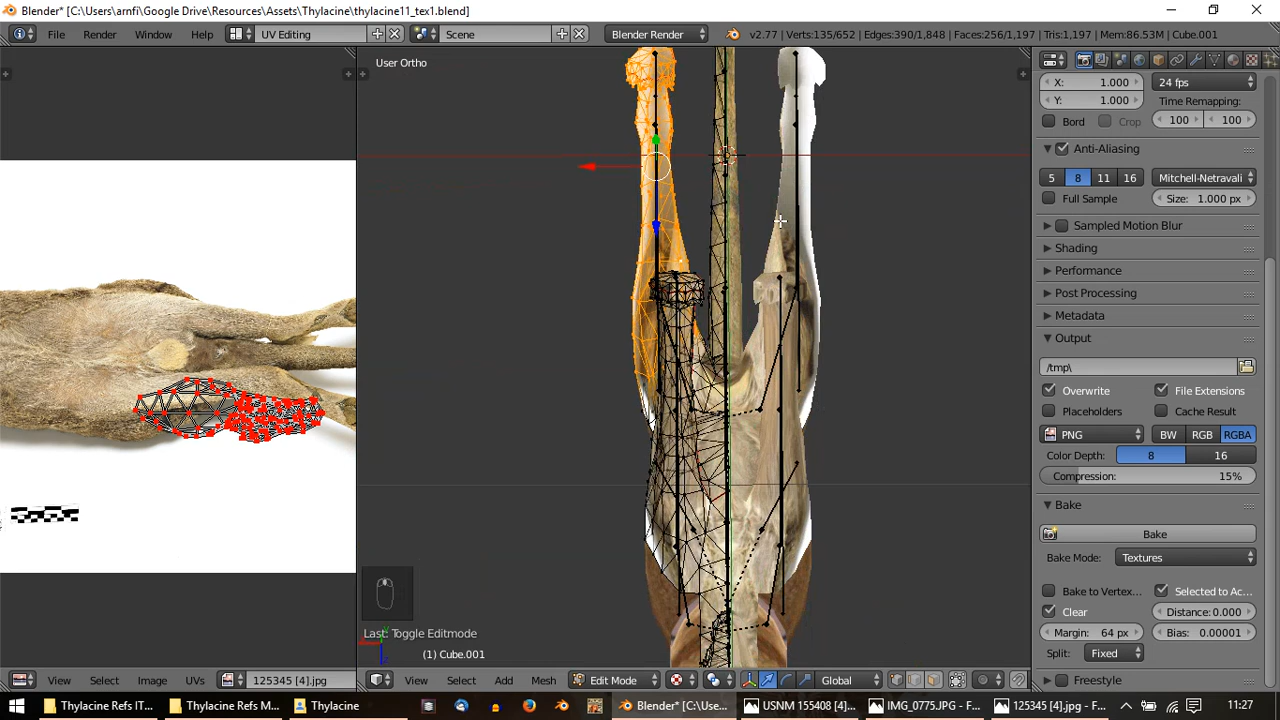 Blender* [C:\Users\arnfi\Google Drive\Resources\Assets\Thylacine\thylacine11_tex1.blend]
File Render Window Help UV Editing Scene Blender Render v2.77 | Verts:135/652 | Edges:390/1,848 | Faces:256/1,197 | Tris:1,197 | Mem:86.53M | Cube.001
User Ortho
X: 1.000 24 fps
Y: 1.000 Time Remapping:
Bord Crop 100 100
Anti-Aliasing
5 8 11 16 Mitchell-Netravali
Full Sample Size: 1.000 px
Sampled Motion Blur
Shading
Performance
Post Processing
Metadata
Output
/tmp\
Overwrite File Extensions
Placeholders Cache Result
PNG BW RGB RGBA
Color Depth: 8 16
Compression: 15%
Bake
Bake
Bake Mode: Textures
Bake to Vertex... Selected to Ac...
Clear Distance: 0.000
Margin: 64 px Bias: 0.00001
Split: Fixed
Freestyle
Last: Toggle Editmode
(1) Cube.001
View Select Image UVs 125345 [4].jpg View Select Add Mesh Edit Mode Global
Thylacine Refs IT... Thylacine Refs M... Thylacine Blender* [C:\Use... USNM 155408 [4]... IMG_0775.JPG - F... 125345 [4].jpg - F... 11:27